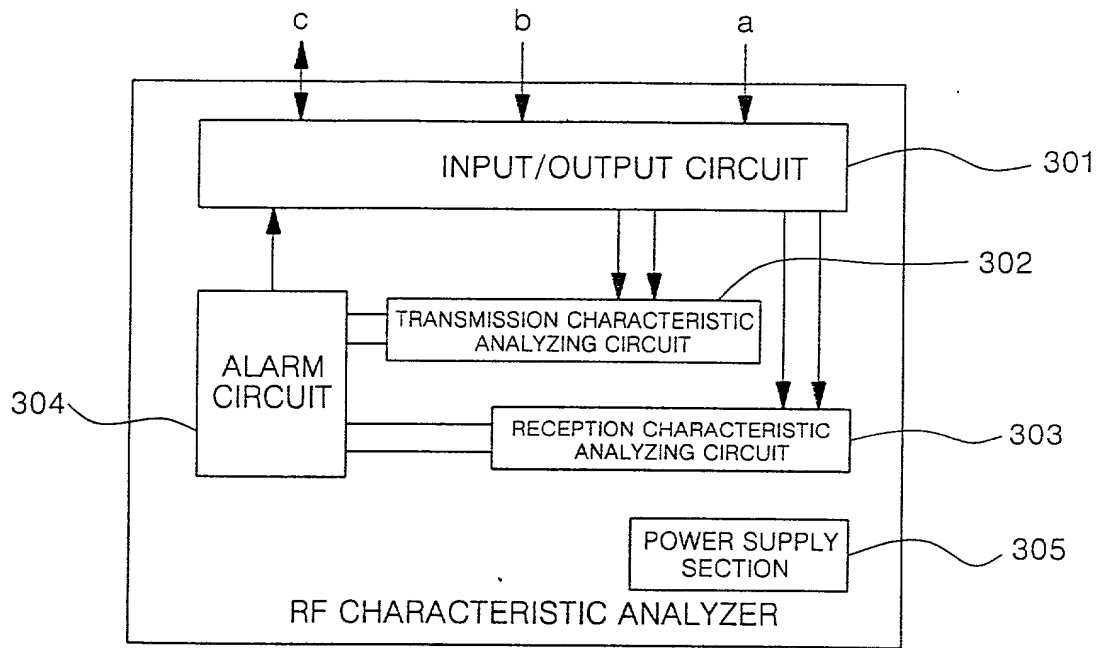 c
b
a
INPUT/OUTPUT CIRCUIT
301
302
TRANSMISSION CHARACTERISTIC
ANALYZING CIRCUIT
ALARM
CIRCUIT
304
RECEPTION CHARACTERISTIC
ANALYZING CIRCUIT
303
POWER SUPPLY
SECTION
305
RF CHARACTERISTIC ANALYZER